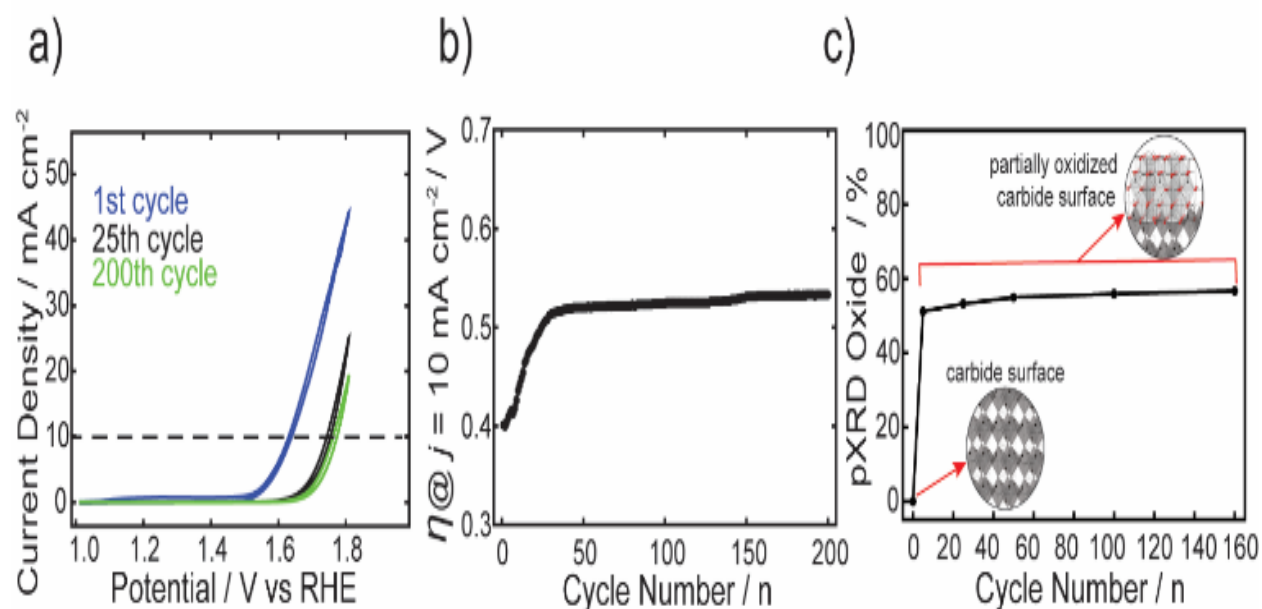 a)
b)
c)
Current Density / mA cm-2
50
40
30
20
10
0
1st cycle
25th cycle
200th cycle
1.0 1.2 1.4 1.6 1.8
Potential / V vs RHE
η@ j = 10 mA cm-2 / V
0.7
0.6
0.5
0.4
0.3
0 50 100 150 200
Cycle Number / n
pXRD Oxide / %
100
80
60
40
20
0
partially oxidized
carbide surface
carbide surface
0 20 40 60 80 100 120 140 160
Cycle Number / n